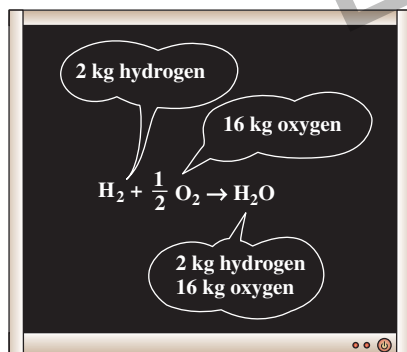 2 kg hydrogen
16 kg oxygen
H₂ + 1/2 O₂ → H₂O
2 kg hydrogen
16 kg oxygen